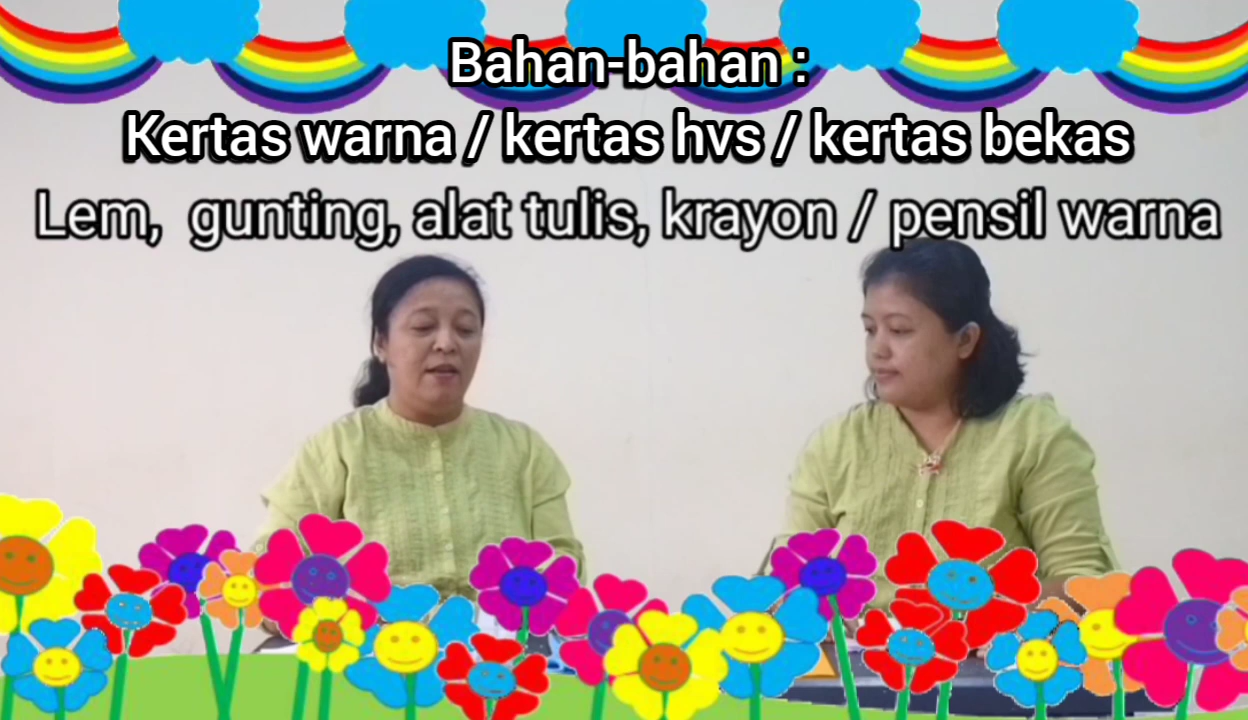 Bahan-bahan :
Kertas warna / kertas hvs / kertas bekas
Lem, gunting, alat tulis, krayon / pensil warna